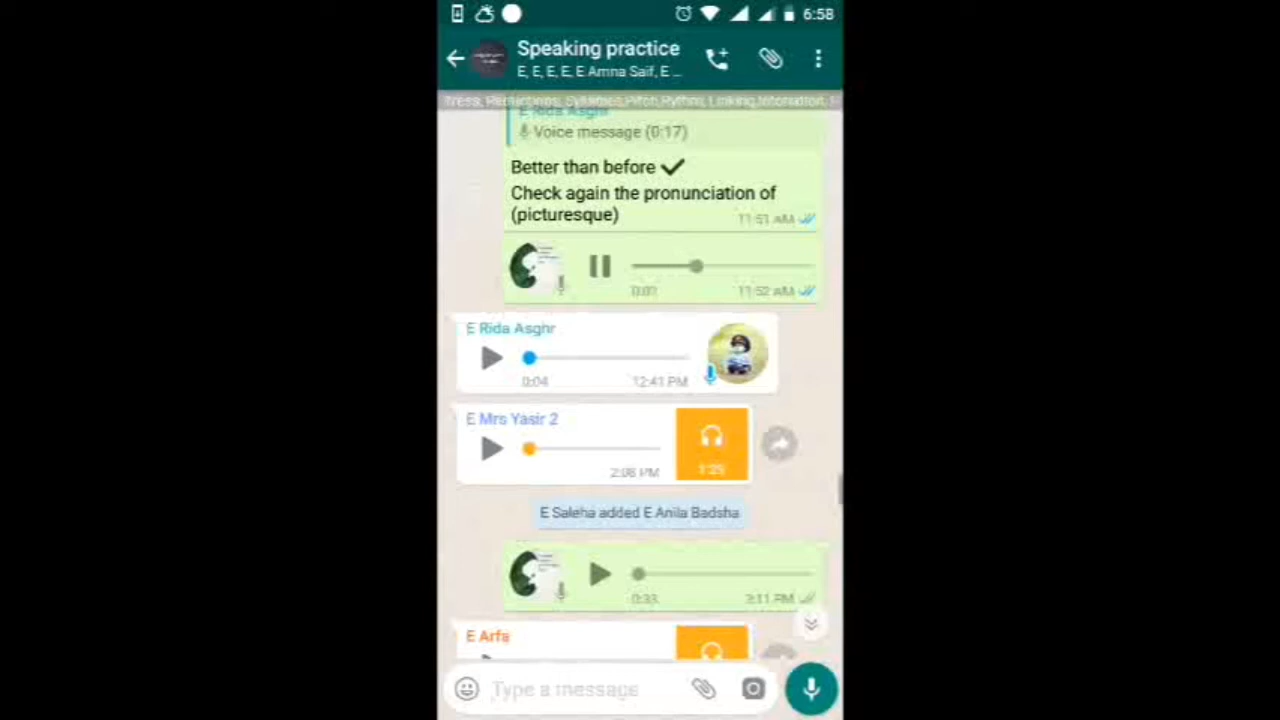 6:58
Speaking practice
E, E, E, E, E Amna Saif, E ...
E Rida Asghr
Voice message (0:17)
Better than before ✔
Check again the pronunciation of
(picturesque)
11:51 AM
11:52 AM
E Rida Asghr
0:04 12:41 PM
E Mrs Yasir 2
2:08 PM
E Saleha added E Anila Badsha
0:33 3:11 PM
E Arfa
Type a message